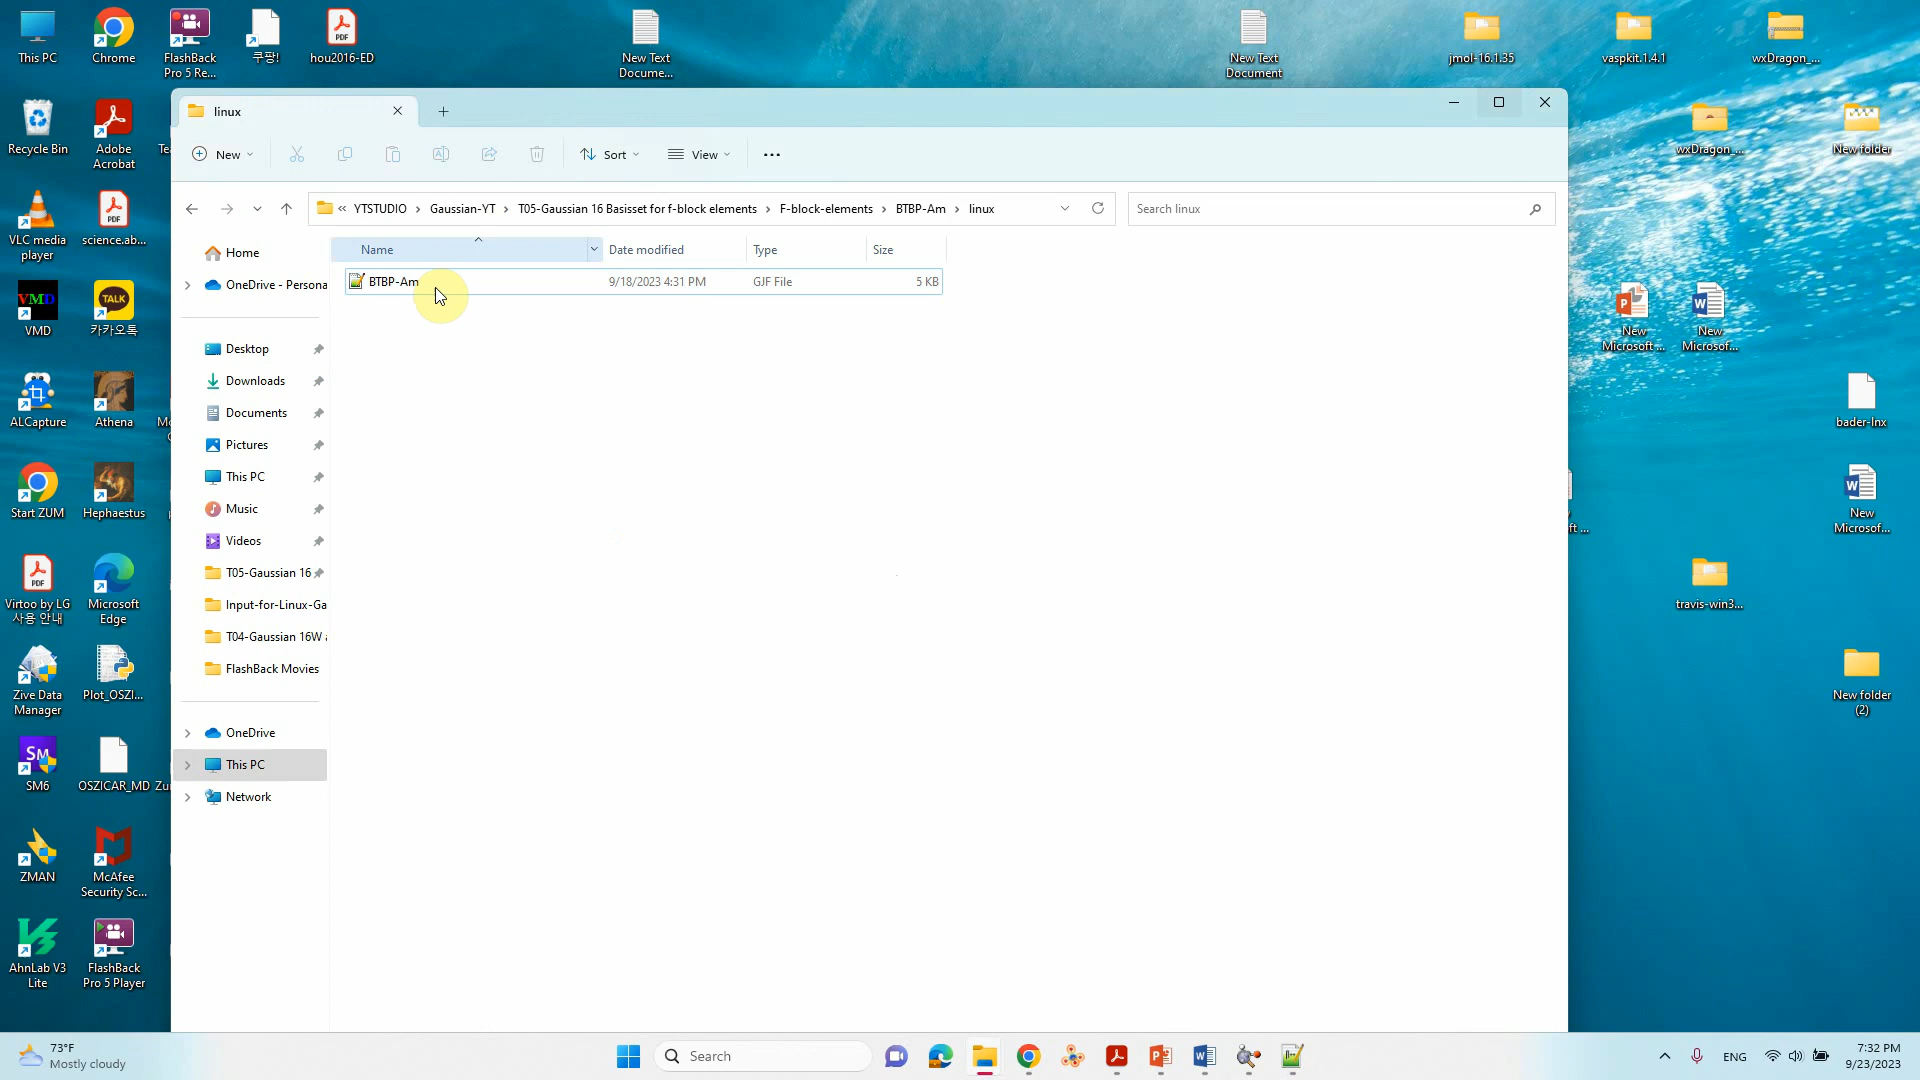 This PC
Chrome
FlashBack
Pro 5 Re...
쿠팡!
hou2016-ED
New Text
Docume...
New Text
Document
jmol-16.1.35
vaspkit.1.4.1
wxDragon_...
linux
Recycle Bin
Adobe
Acrobat
New
Sort
View
wxDragon_...
New folder
VLC media
player
science.ab...
YTSTUDIO
Gaussian-YT
T05-Gaussian 16 Basisset for f-block elements
F-block-elements
BTBP-Am
linux
Search linux
Name
Date modified
Type
Size
BTBP-Am
9/18/2023 4:31 PM
GJF File
5 KB
Home
OneDrive - Persona
Desktop
Downloads
Documents
Pictures
This PC
Music
Videos
T05-Gaussian 16
Input-for-Linux-Ga
T04-Gaussian 16W
FlashBack Movies
OneDrive
This PC
Network
VMD
VMD
TALK
카카오톡
New
Microsoft ...
New
Microsof...
ALCapture
Athena
bader-lnx
Start ZUM
Hephaestus
New
Microsof...
Virtoo by LG
사용 안내
Microsoft
Edge
travis-win3...
Zive Data
Manager
Plot_OSZI...
New folder
(2)
SM
SM6
OSZICAR_MD
ZMAN
McAfee
Security Sc...
AhnLab V3
Lite
FlashBack
Pro 5 Player
73°F
Mostly cloudy
Search
ENG
7:32 PM
9/23/2023